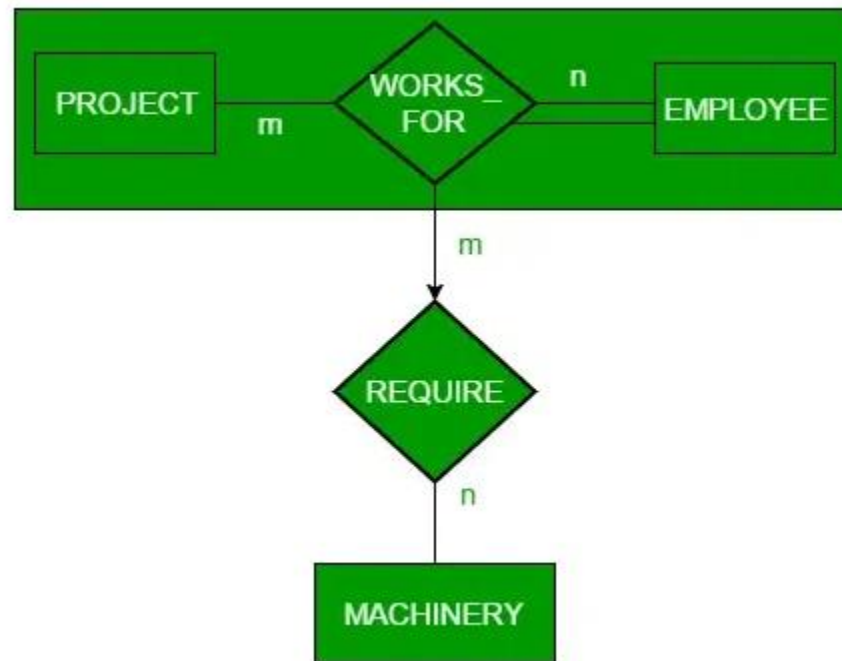 PROJECT
m
WORKS_
FOR
n
EMPLOYEE
m
REQUIRE
n
MACHINERY